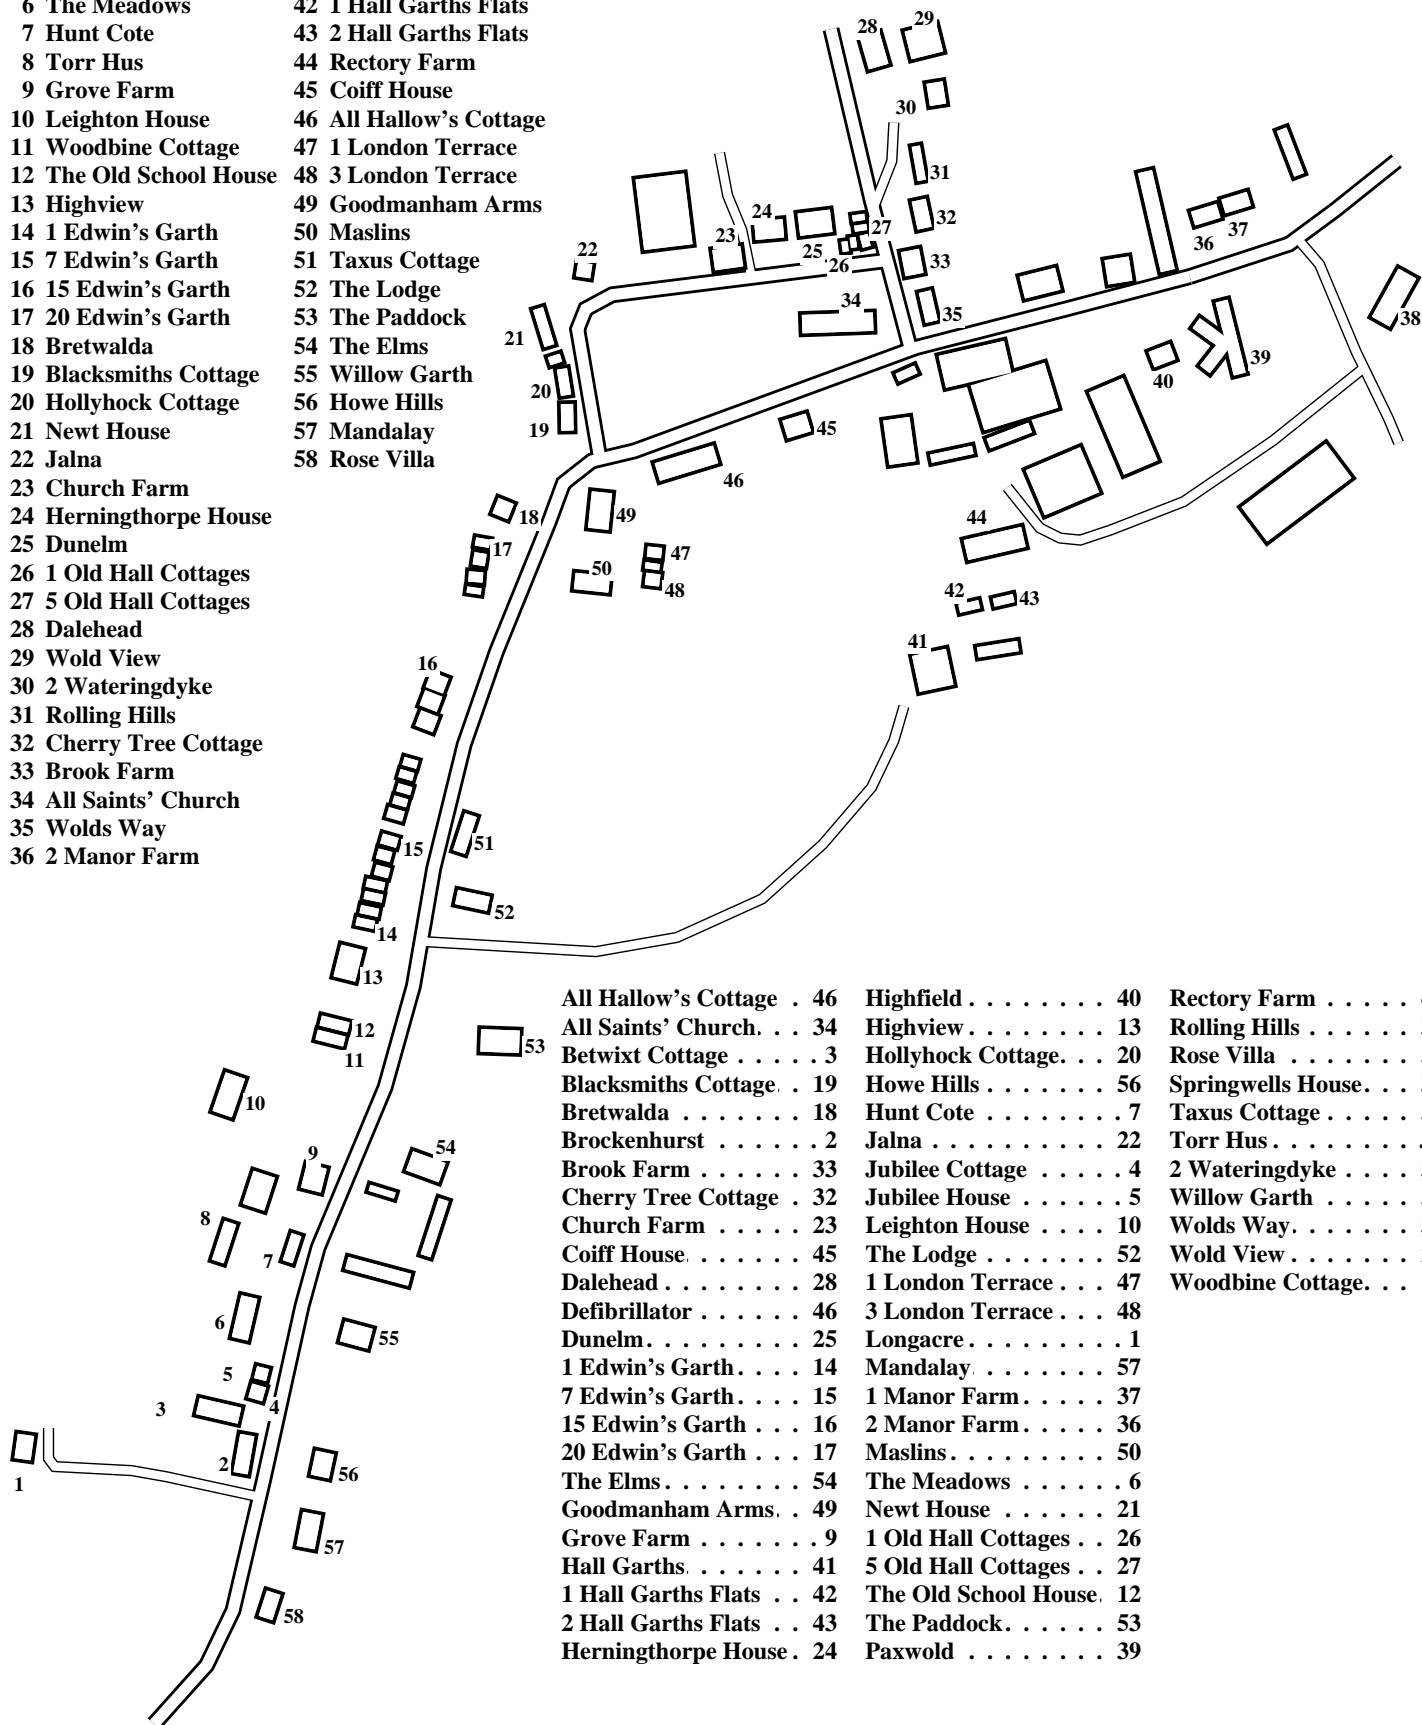 6 The Meadows
7 Hunt Cote
8 Torr Hus
9 Grove Farm
10 Leighton House
11 Woodbine Cottage
12 The Old School House
13 Highview
14 1 Edwin's Garth
15 7 Edwin's Garth
16 15 Edwin's Garth
17 20 Edwin's Garth
18 Bretwalda
19 Blacksmiths Cottage
20 Hollyhock Cottage
21 Newt House
22 Jalna
23 Church Farm
24 Herningthorpe House
25 Dunelm
26 1 Old Hall Cottages
27 5 Old Hall Cottages
28 Dalehead
29 Wold View
30 2 Wateringdyke
31 Rolling Hills
32 Cherry Tree Cottage
33 Brook Farm
34 All Saints' Church
35 Wolds Way
36 2 Manor Farm
42 1 Hall Garths Flats
43 2 Hall Garths Flats
44 Rectory Farm
45 Coiff House
46 All Hallow's Cottage
47 1 London Terrace
48 3 London Terrace
49 Goodmanham Arms
50 Maslins
51 Taxus Cottage
52 The Lodge
53 The Paddock
54 The Elms
55 Willow Garth
56 Howe Hills
57 Mandalay
58 Rose Villa
28
29
30
31
32
27
33
24
23
25
26
22
34
35
36
37
38
39
40
21
20
19
45
46
18
49
17
47
50
48
44
42
43
41
16
15
51
52
14
13
12
11
53
10
9
54
8
7
6
55
5
4
3
2
56
1
57
58
All Hallow's Cottage . 46
All Saints' Church. . . 34
Betwixt Cottage . . . . . 3
Blacksmiths Cottage. . 19
Bretwalda . . . . . . . 18
Brockenhurst . . . . . . 2
Brook Farm . . . . . . 33
Cherry Tree Cottage . 32
Church Farm . . . . . 23
Coiff House. . . . . . . 45
Dalehead . . . . . . . . 28
Defibrillator . . . . . . 46
Dunelm. . . . . . . . . 25
1 Edwin's Garth. . . . 14
7 Edwin's Garth. . . . 15
15 Edwin's Garth . . . 16
20 Edwin's Garth . . . 17
The Elms. . . . . . . . 54
Goodmanham Arms. . 49
Grove Farm . . . . . . . 9
Hall Garths. . . . . . . 41
1 Hall Garths Flats . . 42
2 Hall Garths Flats . . 43
Herningthorpe House . 24
Highfield . . . . . . . . 40
Highview . . . . . . . . 13
Hollyhock Cottage. . . 20
Howe Hills . . . . . . . 56
Hunt Cote . . . . . . . . 7
Jalna . . . . . . . . . . 22
Jubilee Cottage . . . . . 4
Jubilee House . . . . . . 5
Leighton House . . . . 10
The Lodge . . . . . . . 52
1 London Terrace . . . 47
3 London Terrace . . . 48
Longacre . . . . . . . . . 1
Mandalay. . . . . . . . 57
1 Manor Farm . . . . . 37
2 Manor Farm . . . . . 36
Maslins . . . . . . . . . 50
The Meadows . . . . . . 6
Newt House . . . . . . 21
1 Old Hall Cottages . . 26
5 Old Hall Cottages . . 27
The Old School House. 12
The Paddock. . . . . . 53
Paxwold . . . . . . . . 39
Rectory Farm . . . . .
Rolling Hills . . . . . .
Rose Villa . . . . . . .
Springwells House. . .
Taxus Cottage . . . . .
Torr Hus . . . . . . . .
2 Wateringdyke . . . .
Willow Garth . . . . .
Wolds Way. . . . . . .
Wold View . . . . . . .
Woodbine Cottage. . .